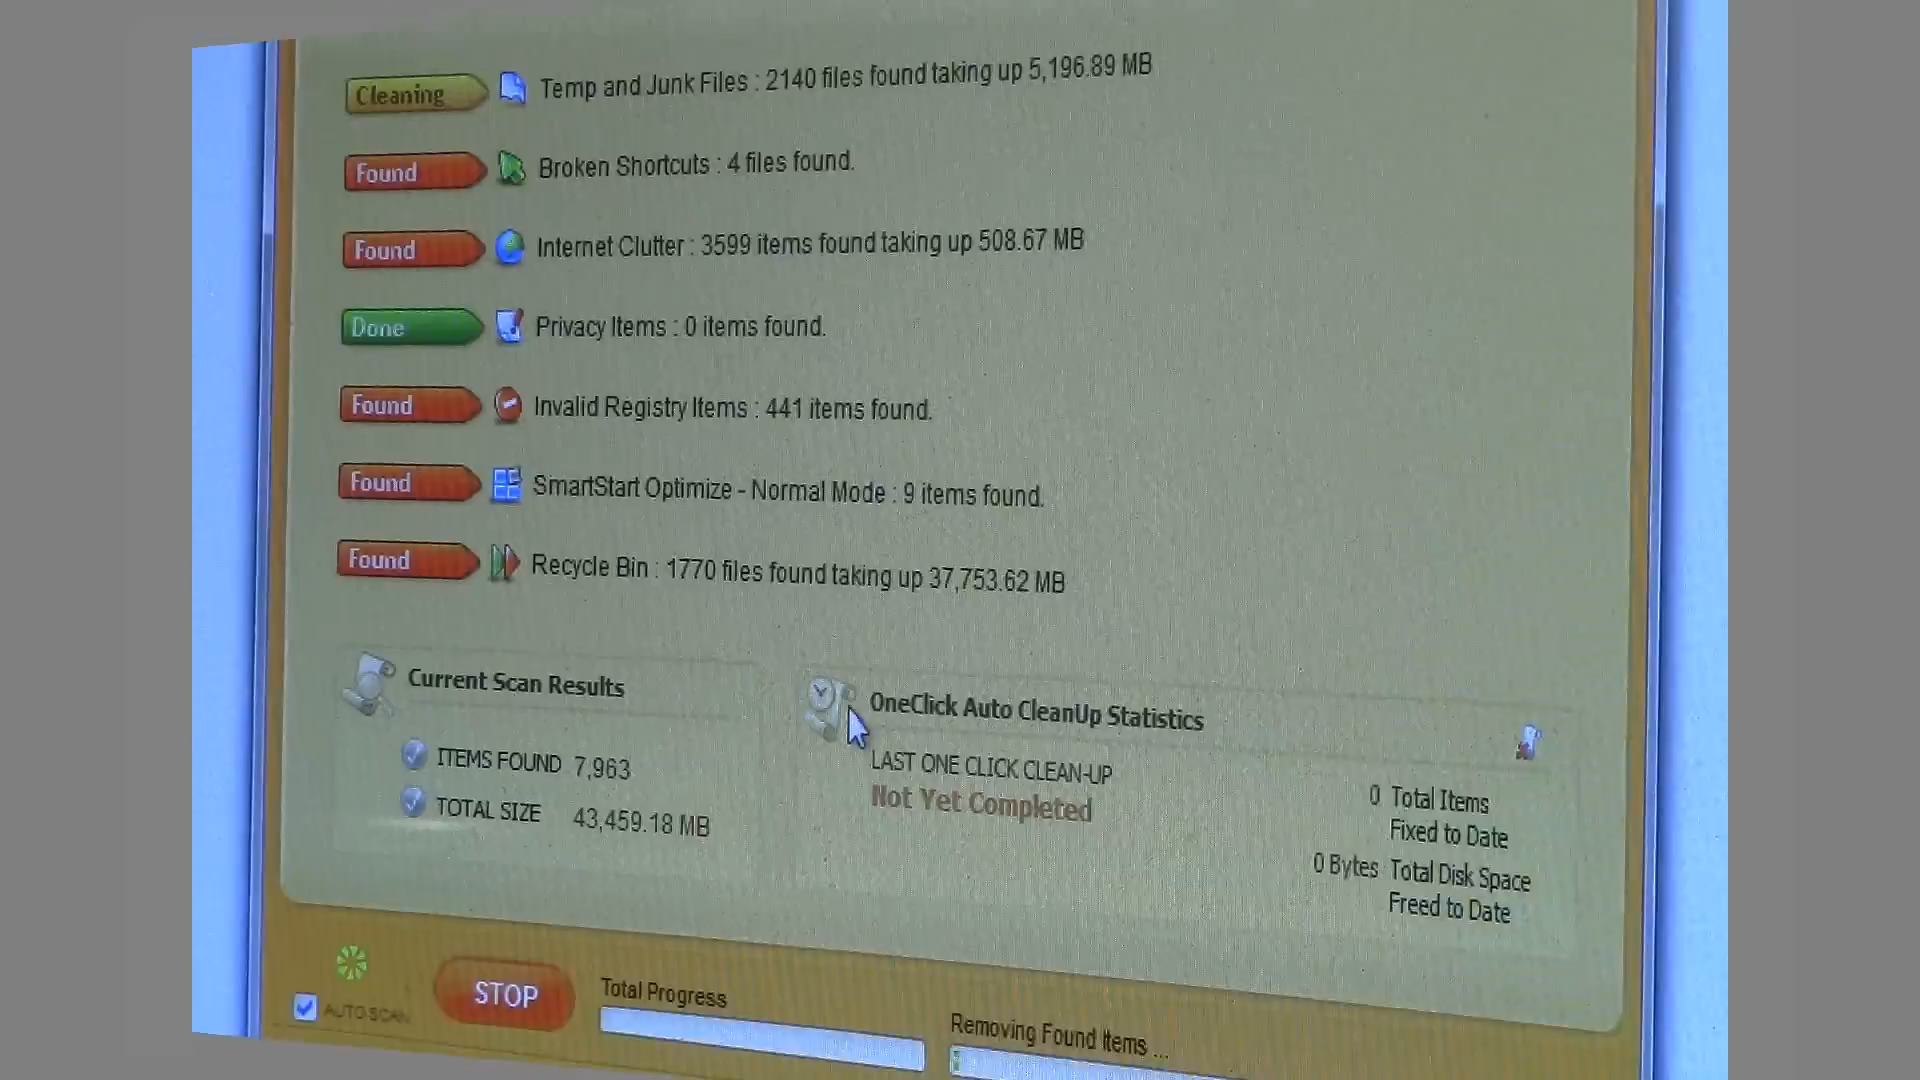 Cleaning Temp and Junk Files : 2140 files found taking up 5,196.89 MB
Found Broken Shortcuts : 4 files found.
Found Internet Clutter : 3599 items found taking up 508.67 MB
Done Privacy Items : 0 items found.
Found Invalid Registry Items : 441 items found.
Found SmartStart Optimize - Normal Mode : 9 items found.
Found Recycle Bin : 1770 files found taking up 37,753.62 MB
Current Scan Results
ITEMS FOUND 7,963
TOTAL SIZE 43,459.18 MB
OneClick Auto CleanUp Statistics
LAST ONE CLICK CLEAN-UP
Not Yet Completed
0 Total Items
Fixed to Date
0 Bytes Total Disk Space
Freed to Date
AUTO SCAN
STOP
Total Progress
Removing Found Items ...